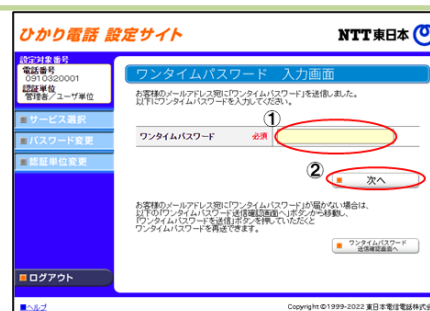 ひかり電話 設定サイト
NTT東日本
設定対象番号
電話番号
0910320001
認証単位
管理者/ユーザ単位
サービス選択
パスワード変更
認証単位変更
ログアウト
ワンタイムパスワード 入力画面
お客様のメールアドレス宛に「ワンタイムパスワード」を送信しました。
以下にワンタイムパスワードを入力してください。
①
ワンタイムパスワード 必須
②
次へ
お客様のメールアドレス宛に「ワンタイムパスワード」が届かない場合は、
以下の「ワンタイムパスワード送信確認画面へ」ボタンから移動し、
「ワンタイムパスワードを送信」ボタンを押していただくと
ワンタイムパスワードを再送できます。
ワンタイムパスワード
送信確認画面へ
ヘルプ
Copyright©1999-2022 東日本電信電話株式会